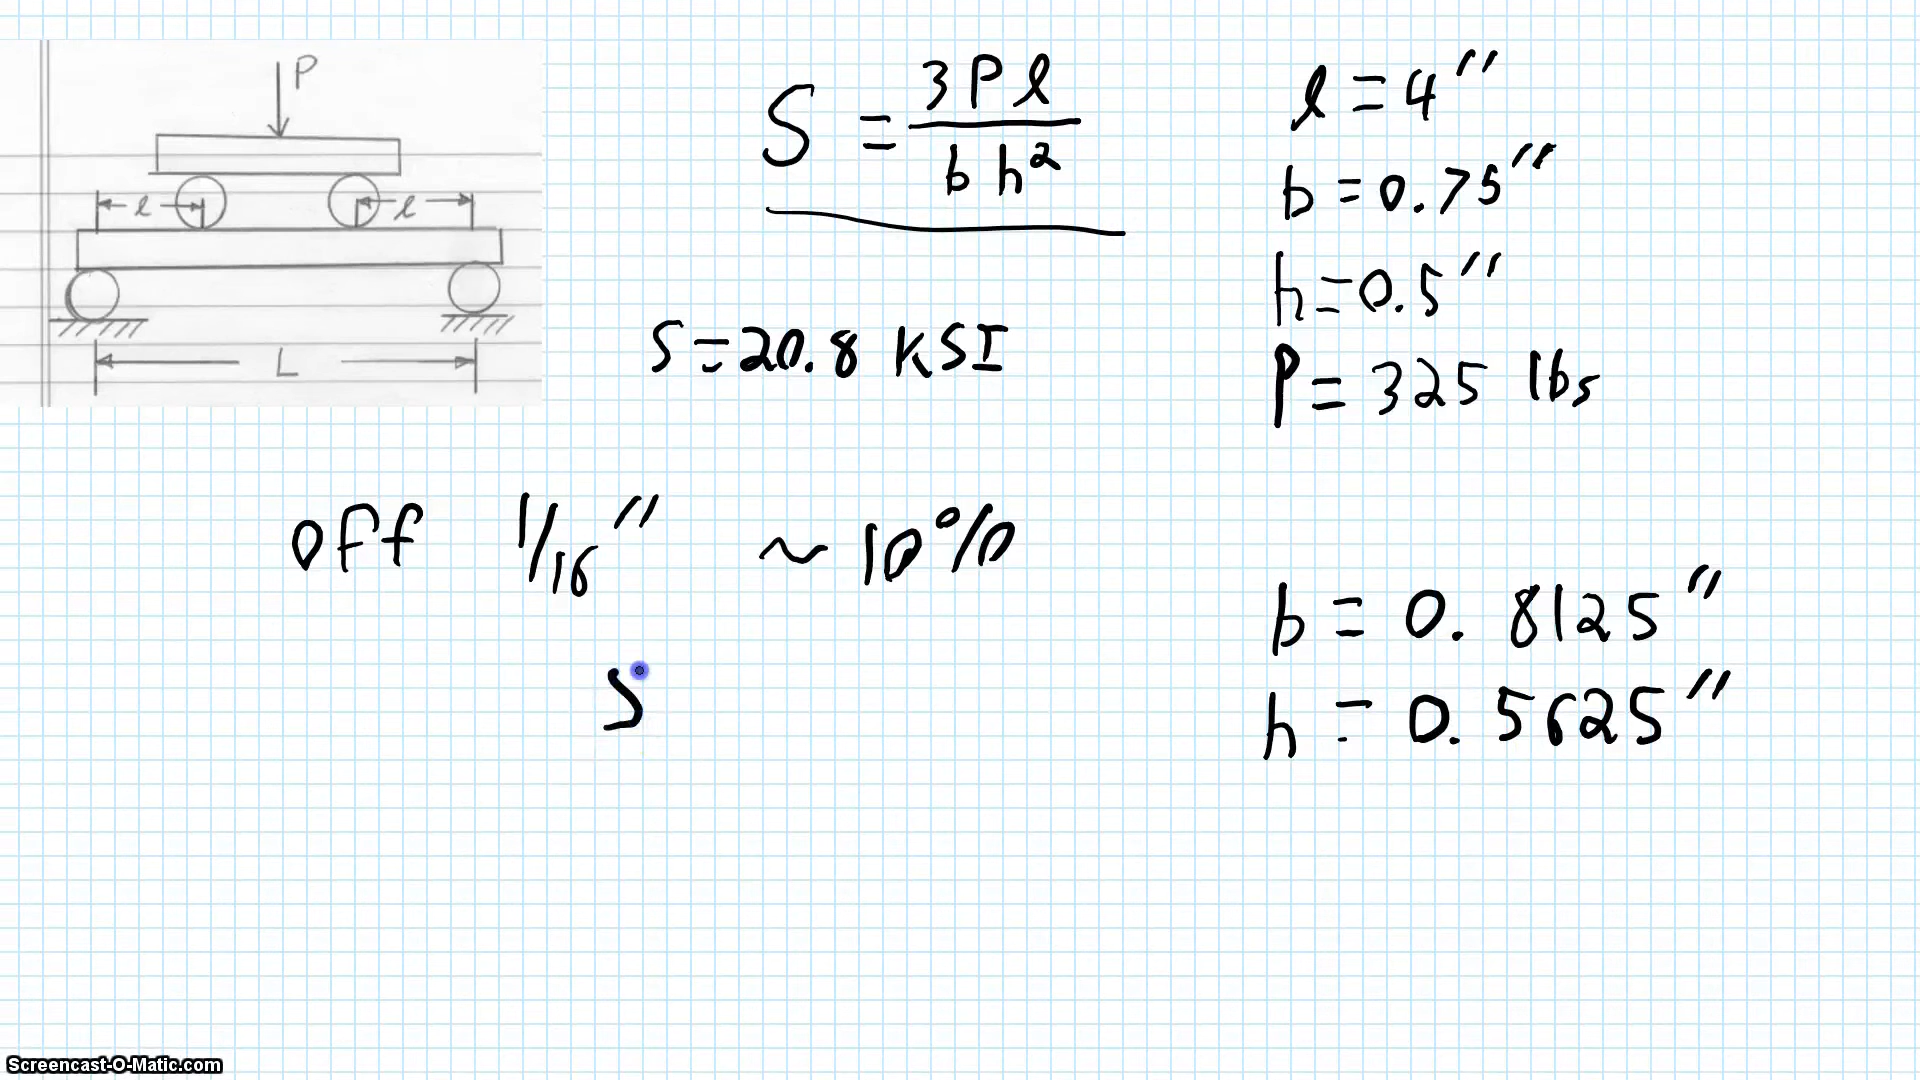 P
l l
L
S = 3Pl / bh²
l = 4"
b = 0.75"
h = 0.5"
P = 325 lbs
S = 20.8 KSI
off 1/16" ~ 10%
b = 0.8125"
h = 0.5625"
S
Screencast-O-Matic.com